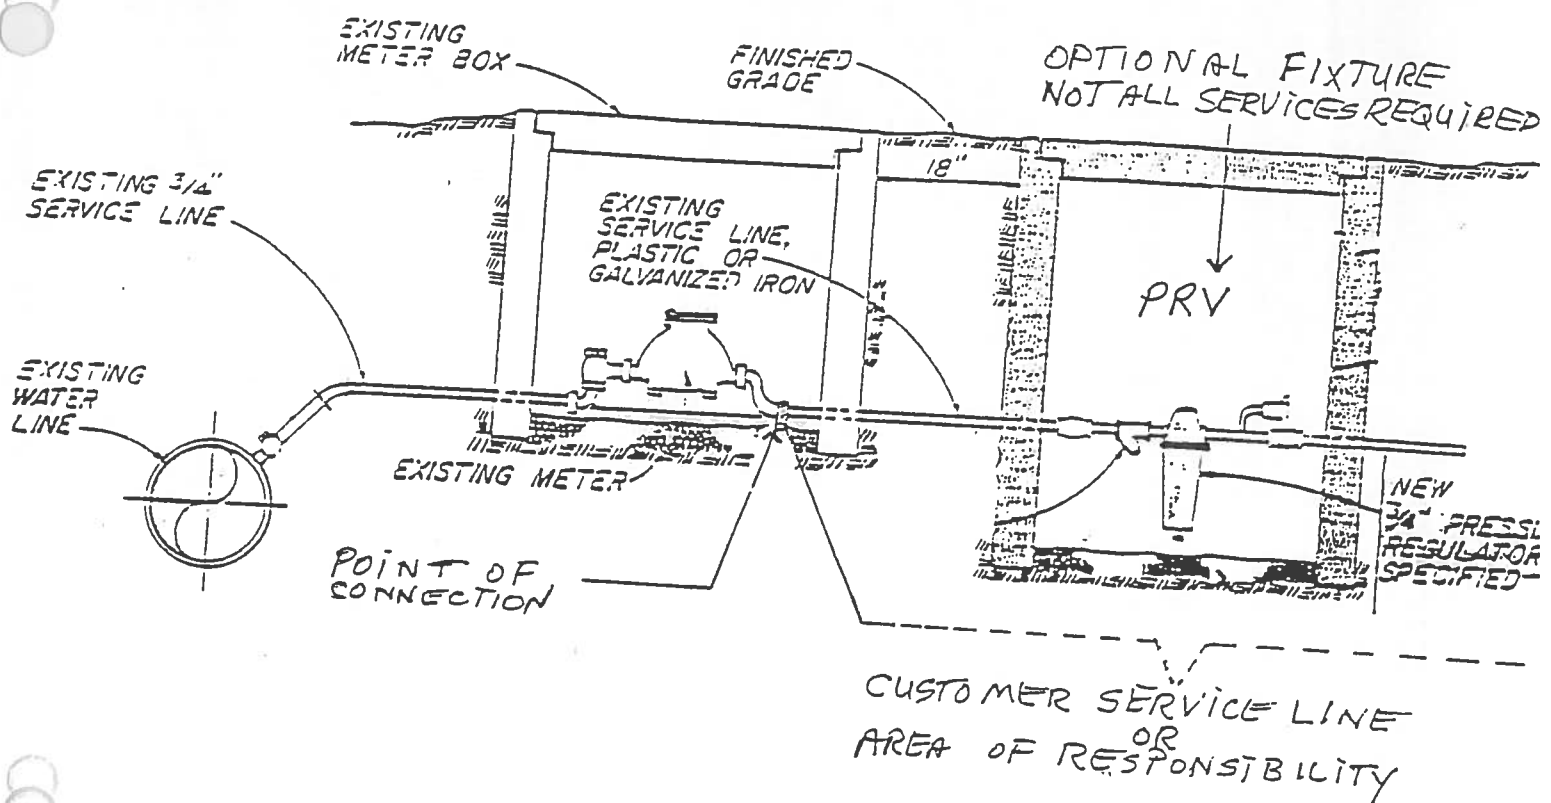 EXISTING
METER BOX
FINISHED
GRADE
OPTIONAL FIXTURE
NOT ALL SERVICES REQUIRED
18"
EXISTING 3/4"
SERVICE LINE
EXISTING
SERVICE LINE,
PLASTIC OR
GALVANIZED IRON
PRV
EXISTING
WATER
LINE
EXISTING METER
NEW
3/4" PRESSU
REGULATOR
SPECIFIED
POINT OF
CONNECTION
CUSTOMER SERVICE LINE
OR
AREA OF RESPONSIBILITY